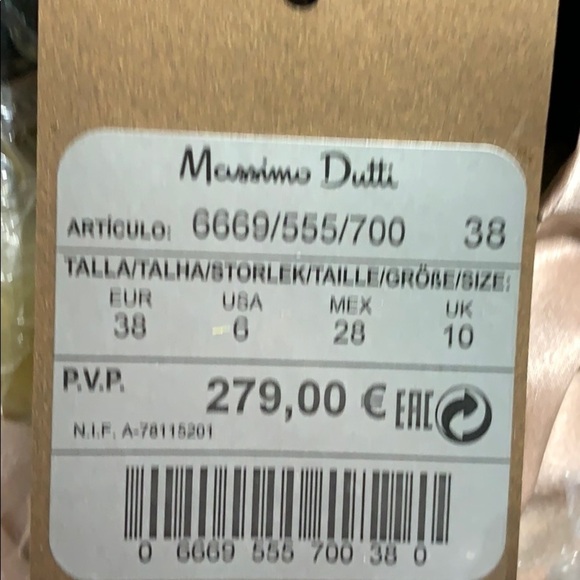 Massimo Dutti
ARTÍCULO: 6669/555/700 38
TALLA/TALHA/STORLEK/TAILLE/GRÖßE/SIZE:
EUR USA MEX UK
38 6 28 10
P.V.P. 279,00 € EAC
N.I.F. A-78115201
0 6669 555 700 38 0